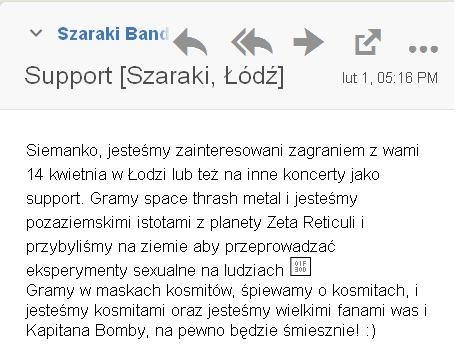 Szaraki Band
Support [Szaraki, Łódź]
lut 1, 05:16 PM
Siemanko, jesteśmy zainteresowani zagraniem z wami
14 kwietnia w Łodzi lub też na inne koncerty jako
support. Gramy space thrash metal i jesteśmy
pozaziemskimi istotami z planety Zeta Reticuli i
przybyliśmy na ziemie aby przeprowadzać
eksperymenty sexualne na ludziach
Gramy w maskach kosmitów, śpiewamy o kosmitach, i
jesteśmy kosmitami oraz jesteśmy wielkimi fanami was i
Kapitana Bomby, na pewno będzie śmiesznie! :)